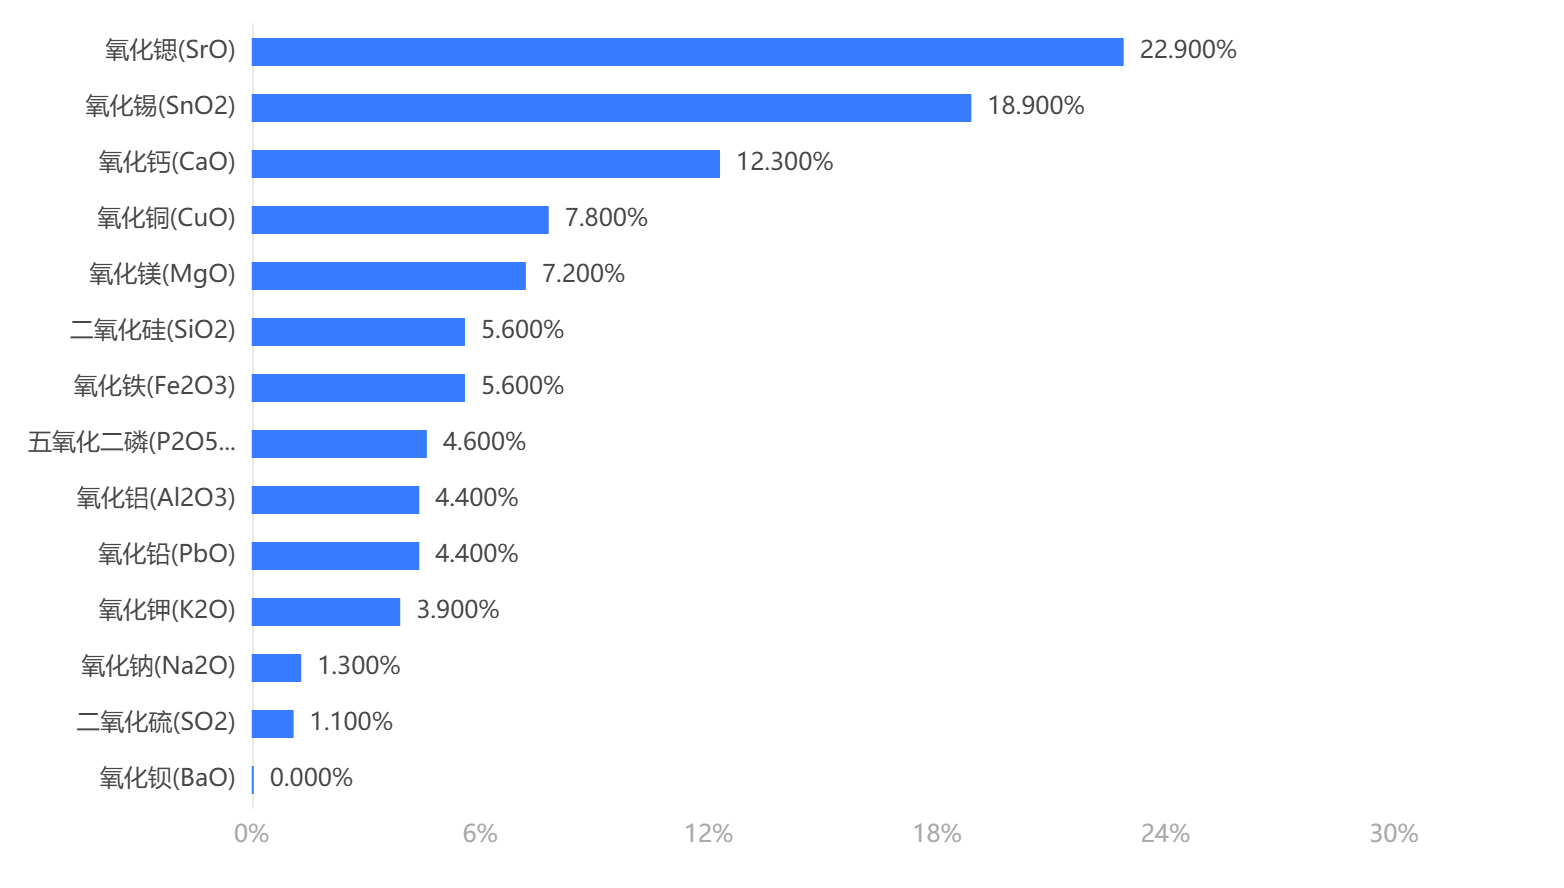 氧化锶(SrO) 22.900%
氧化锡(SnO2) 18.900%
氧化钙(CaO) 12.300%
氧化铜(CuO) 7.800%
氧化镁(MgO) 7.200%
二氧化硅(SiO2) 5.600%
氧化铁(Fe2O3) 5.600%
五氧化二磷(P2O5... 4.600%
氧化铝(Al2O3) 4.400%
氧化铅(PbO) 4.400%
氧化钾(K2O) 3.900%
氧化钠(Na2O) 1.300%
二氧化硫(SO2) 1.100%
氧化钡(BaO) 0.000%
0% 6% 12% 18% 24% 30%